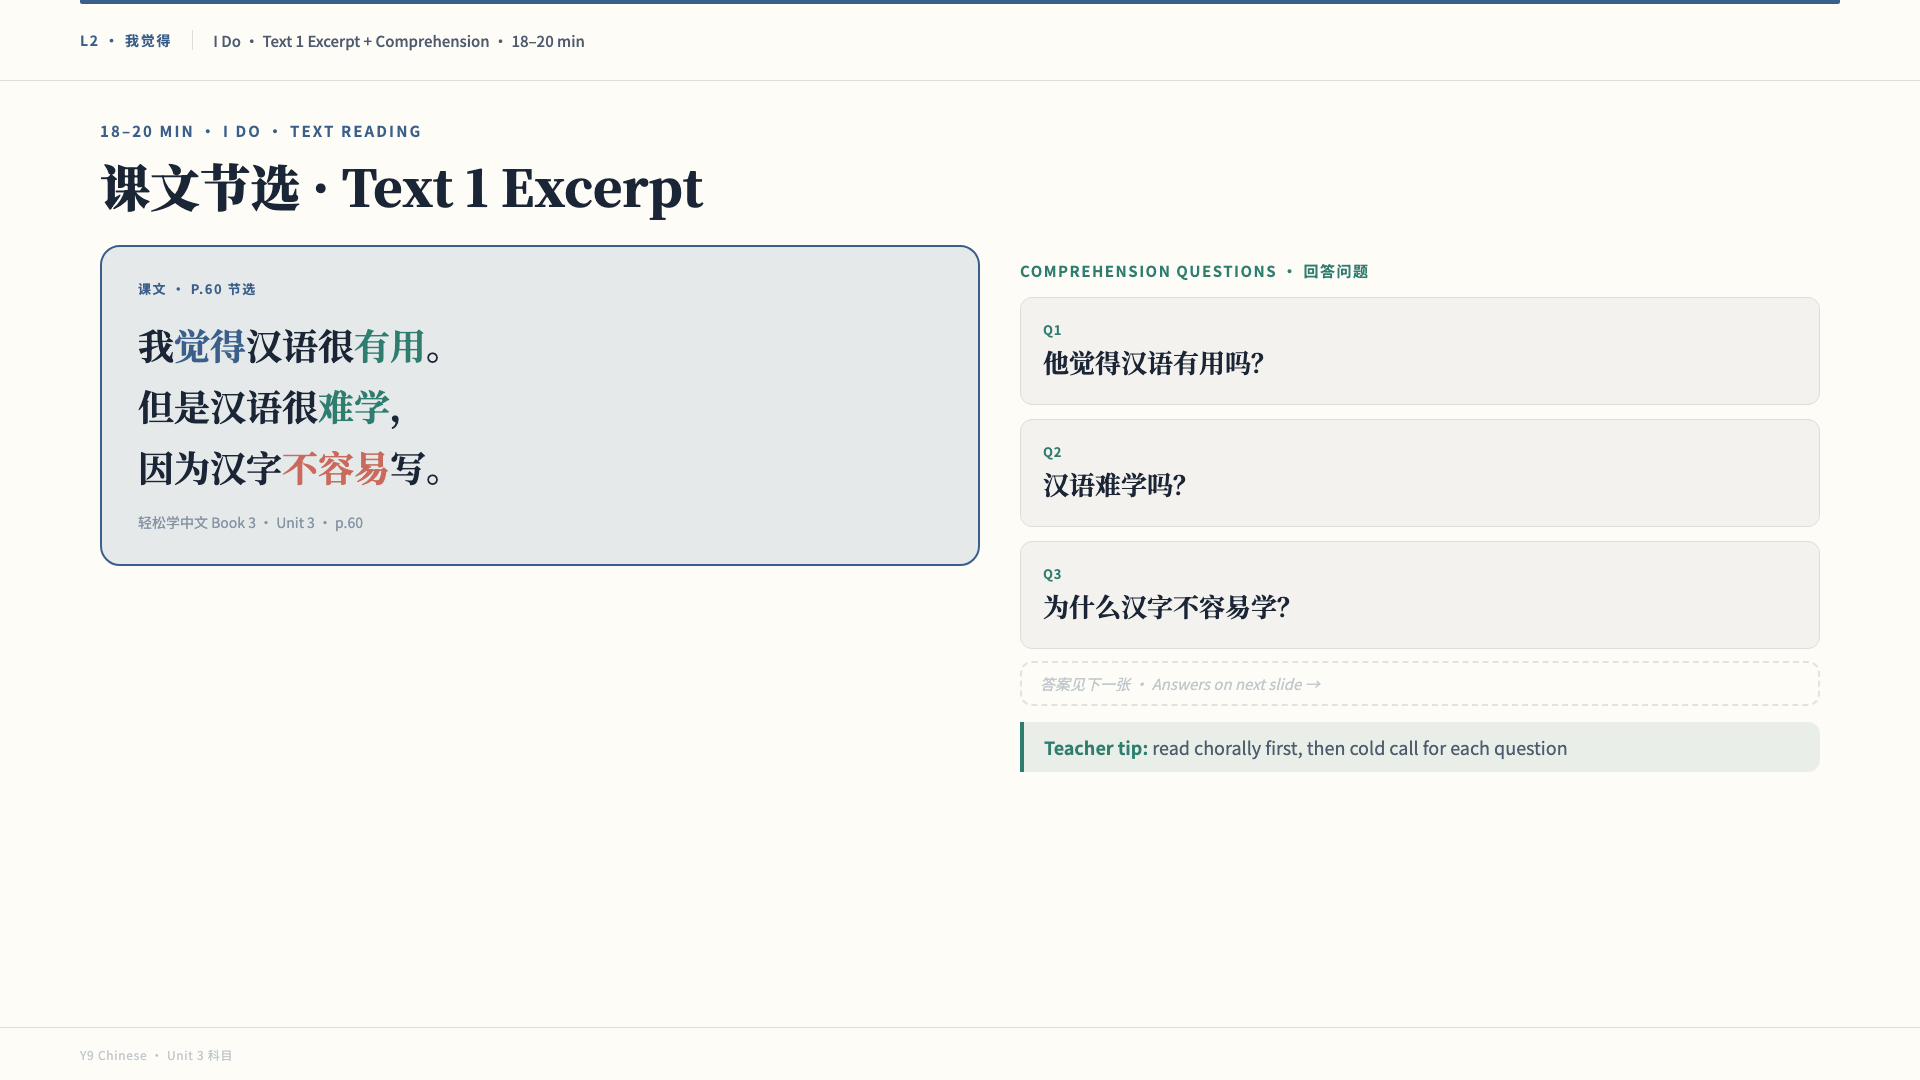 L2 · 我觉得
I Do · Text 1 Excerpt + Comprehension · 18–20 min
18–20 MIN · I DO · TEXT READING
课文节选 · Text 1 Excerpt
课文 · P.60 节选
我觉得汉语很有用。
但是汉语很难学，
因为汉字不容易写。
轻松学中文 Book 3 · Unit 3 · p.60
COMPREHENSION QUESTIONS · 回答问题
Q1
他觉得汉语有用吗？
Q2
汉语难学吗？
Q3
为什么汉字不容易学？
答案见下一张 · Answers on next slide →
Teacher tip: read chorally first, then cold call for each question
Y9 Chinese · Unit 3 科目